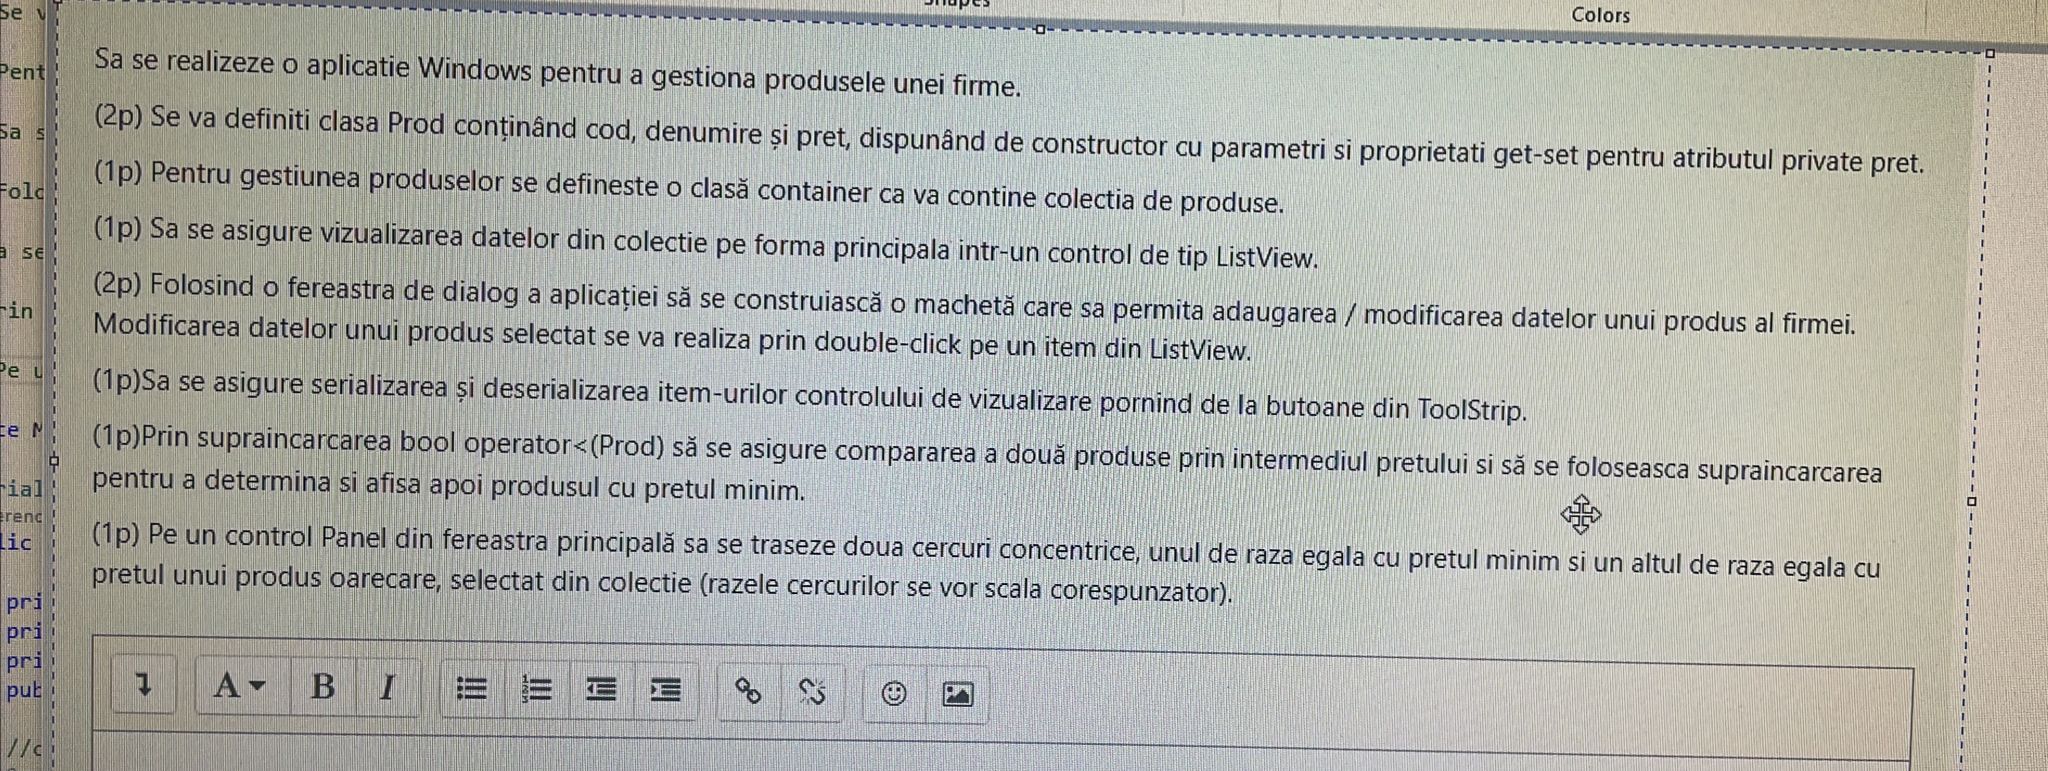 Colors
Sa se realizeze o aplicatie Windows pentru a gestiona produsele unei firme.
(2p) Se va definiti clasa Prod conținând cod, denumire și pret, dispunând de constructor cu parametri si proprietati get-set pentru atributul private pret.
(1p) Pentru gestiunea produselor se defineste o clasă container ca va contine colectia de produse.
(1p) Sa se asigure vizualizarea datelor din colectie pe forma principala intr-un control de tip ListView.
(2p) Folosind o fereastra de dialog a aplicației să se construiască o machetă care sa permita adaugarea / modificarea datelor unui produs al firmei.
Modificarea datelor unui produs selectat se va realiza prin double-click pe un item din ListView.
(1p)Sa se asigure serializarea și deserializarea item-urilor controlului de vizualizare pornind de la butoane din ToolStrip.
(1p)Prin supraincarcarea bool operator<(Prod) să se asigure compararea a două produse prin intermediul pretului si să se foloseasca supraincarcarea
pentru a determina si afisa apoi produsul cu pretul minim.
(1p) Pe un control Panel din fereastra principală sa se traseze doua cercuri concentrice, unul de raza egala cu pretul minim si un altul de raza egala cu
pretul unui produs oarecare, selectat din colectie (razele cercurilor se vor scala corespunzator).
A B I
Se
Pent
Sa s
Fold
a se
Pe u
lic
pri
pri
pri
pub
//c